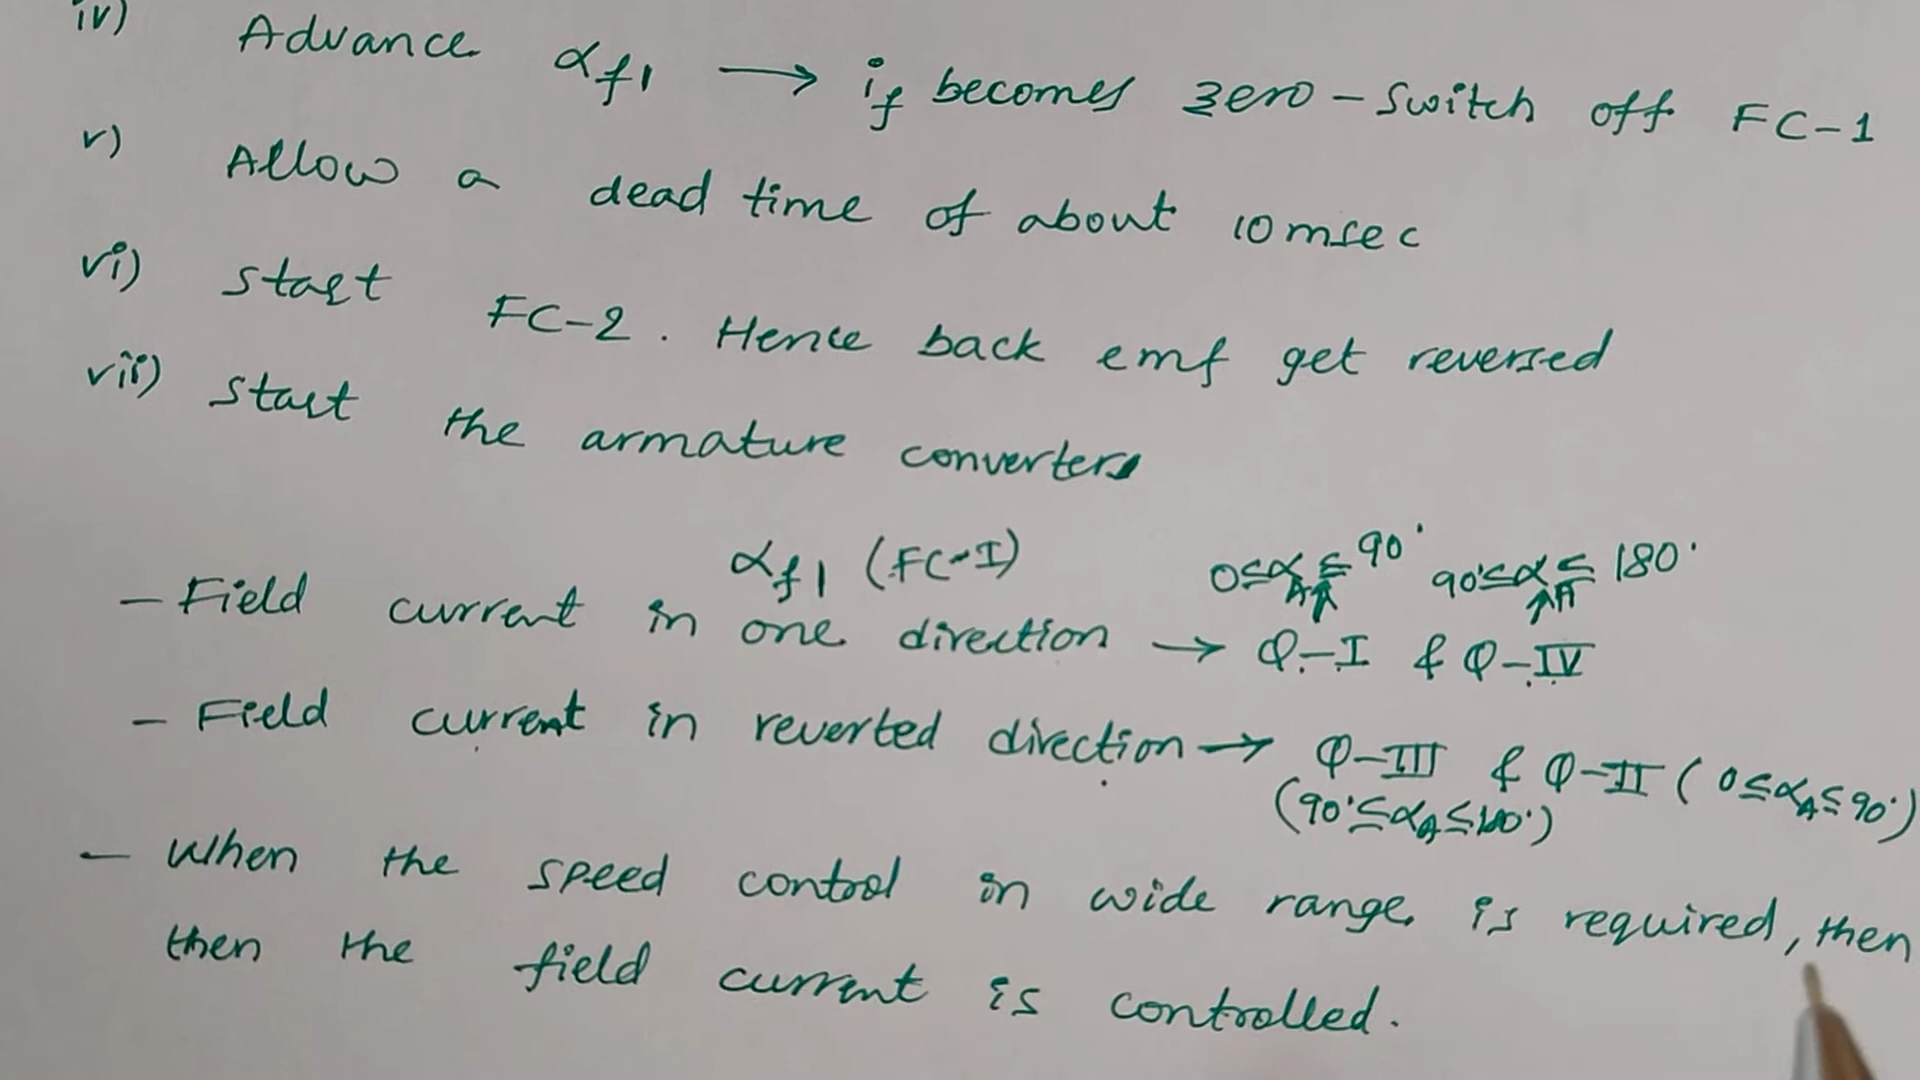 iv) Advance αf1 → if becomes zero - switch off FC-1
v) Allow a dead time of about 10 msec
vi) start FC-2. Hence back emf get reversed
vii) start the armature converters
αf1 (FC-I) 0≤αA≤90° 90°≤αA≤180°
- Field current in one direction → Q-I & Q-IV
- Field current in reverted direction → Q-III & Q-II (0≤αA≤90°)
(90°≤αA≤180°)
- When the speed control in wide range is required, then
then the field current is controlled.